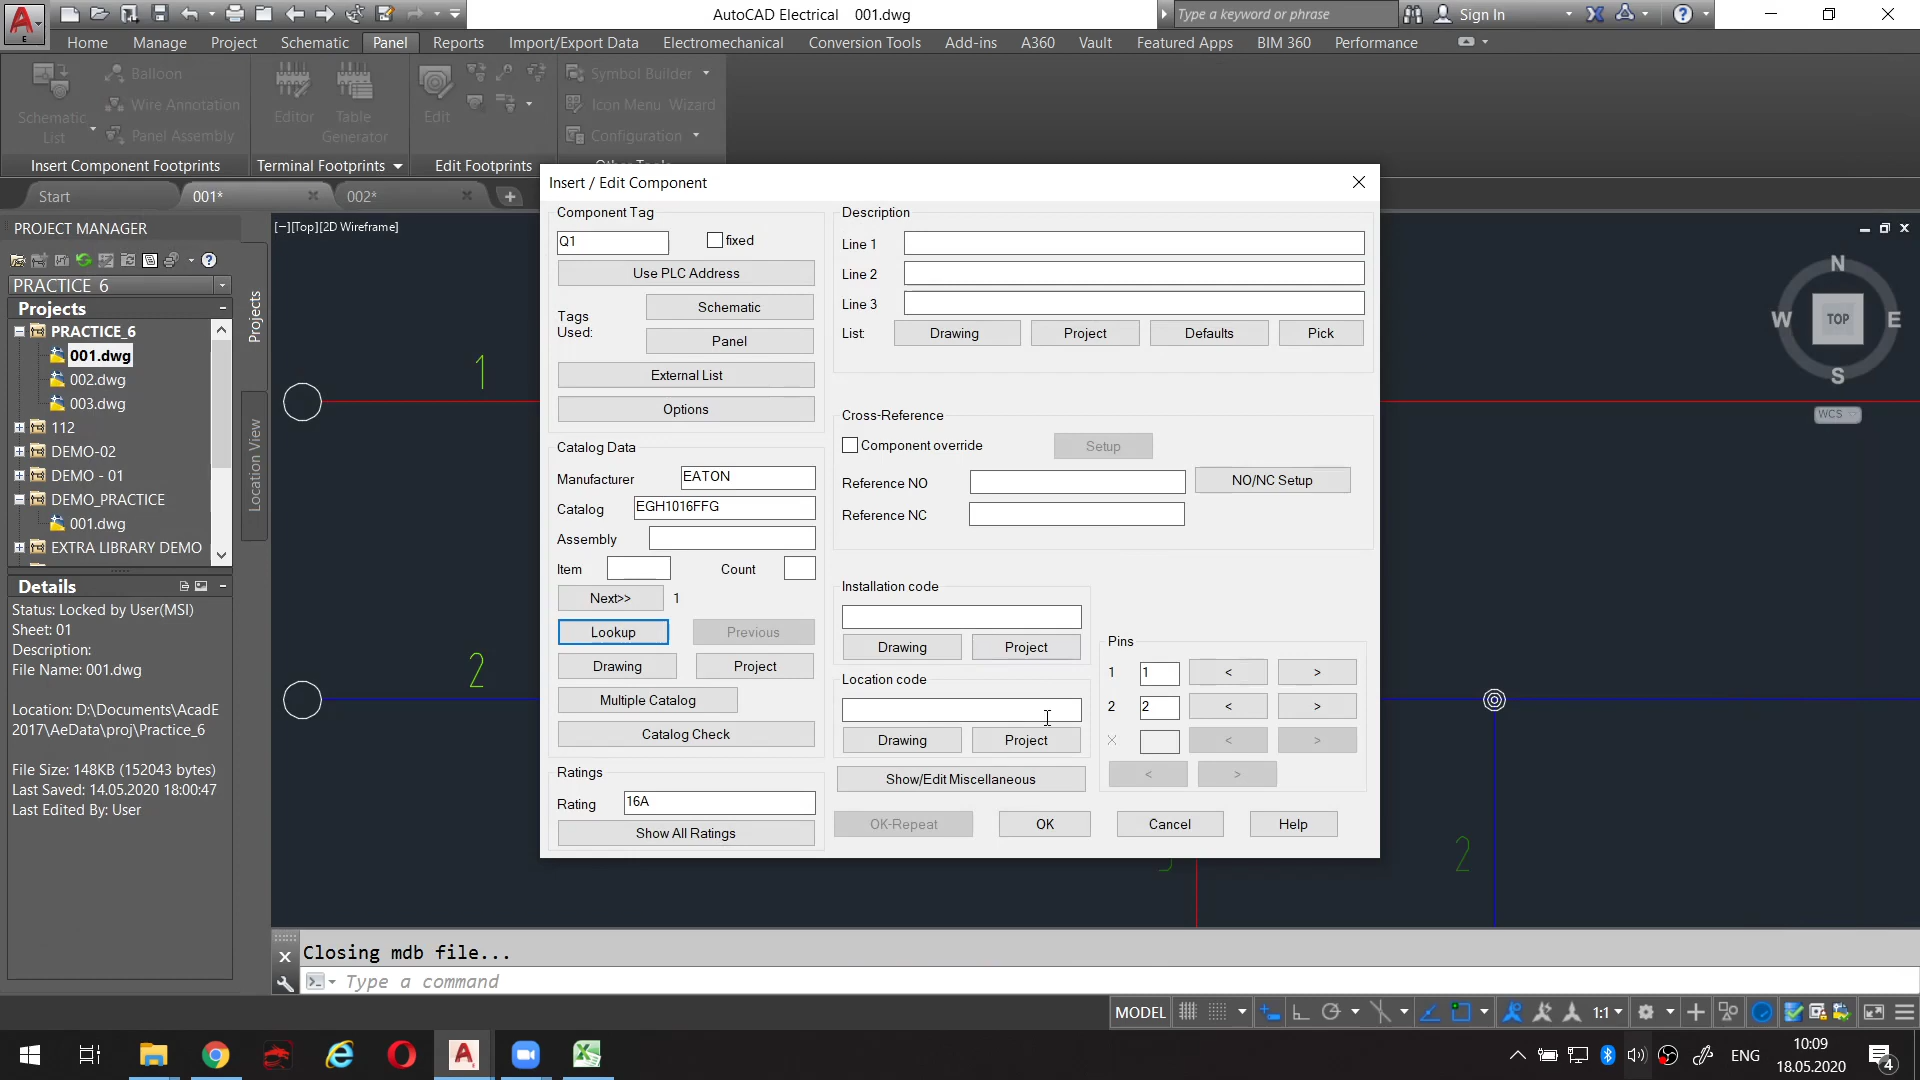 AutoCAD Electrical 001.dwg
Type a keyword or phrase
Sign In
Home Manage Project Schematic Panel Reports Import/Export Data Electromechanical Conversion Tools Add-ins A360 Vault Featured Apps BIM 360 Performance
Schematic List
Balloon
Wire Annotation
Panel Assembly
Editor
Table Generator
Edit
Symbol Builder
Icon Menu Wizard
Configuration
Insert Component Footprints
Terminal Footprints
Edit Footprints
Other Tools
Start
001*
002*
PROJECT MANAGER
PRACTICE_6
Projects
PRACTICE_6
001.dwg
002.dwg
003.dwg
112
DEMO-02
DEMO - 01
DEMO_PRACTICE
001.dwg
EXTRA LIBRARY DEMO
Projects
Location View
Details
Status: Locked by User(MSI)
Sheet: 01
Description:
File Name: 001.dwg
Location: D:\Documents\AcadE
2017\AeData\proj\Practice_6
File Size: 148KB (152043 bytes)
Last Saved: 14.05.2020 18:00:47
Last Edited By: User
[−][Top][2D Wireframe]
1
2
2
N
W TOP E
S
WCS
Insert / Edit Component
Component Tag
Q1
fixed
Use PLC Address
Tags Used:
Schematic
Panel
External List
Options
Catalog Data
Manufacturer EATON
Catalog EGH1016FFG
Assembly
Item Count
Next>> 1
Lookup Previous
Drawing Project
Multiple Catalog
Catalog Check
Ratings
Rating 16A
Show All Ratings
Description
Line 1
Line 2
Line 3
List: Drawing Project Defaults Pick
Cross-Reference
Component override Setup
Reference NO NO/NC Setup
Reference NC
Installation code
Drawing Project
Location code
Drawing Project
Show/Edit Miscellaneous
Pins
1 1 < >
2 2 < >
X < >
< >
OK-Repeat OK Cancel Help
Closing mdb file...
Type a command
MODEL
1:1
ENG
10:09
18.05.2020
4